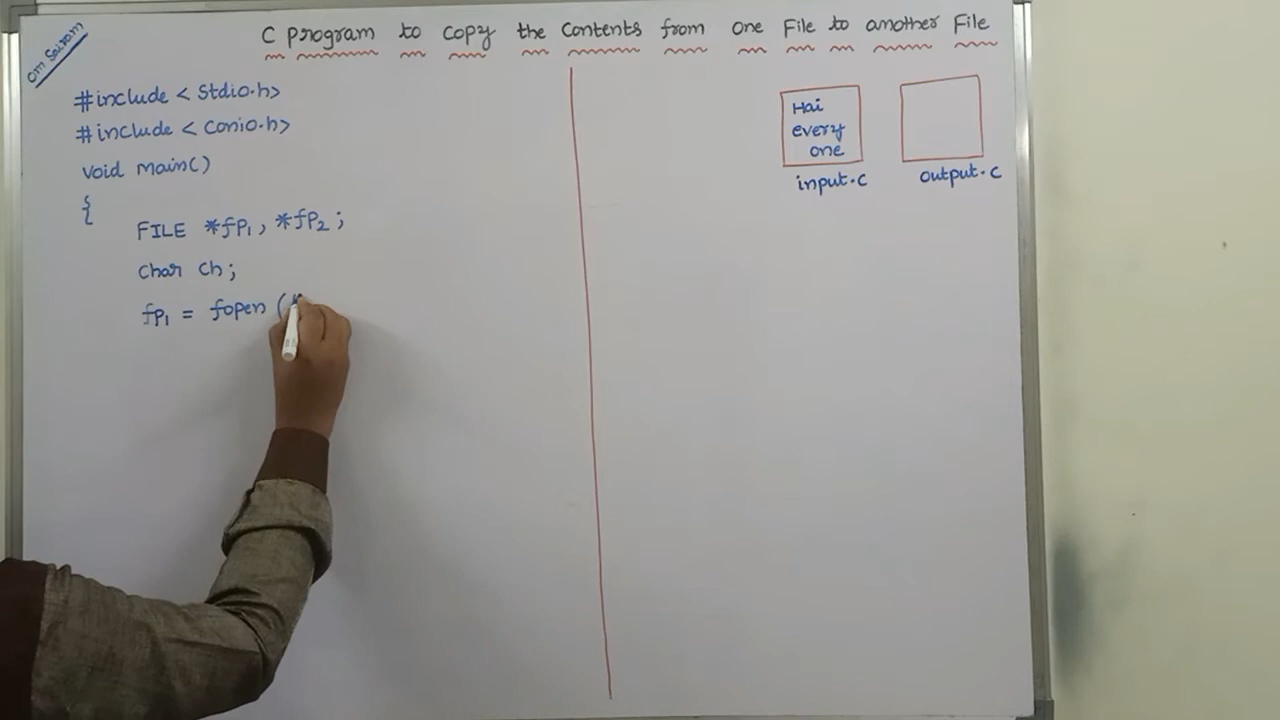 Om Sairam
C program to copy the Contents from one File to another File
#include < Stdio.h>
#include < Conio.h>
Void main()
{
FILE *fp1, *fp2 ;
Char ch;
fp1 = fopen ("
Hai
every
one
input.c
output.c